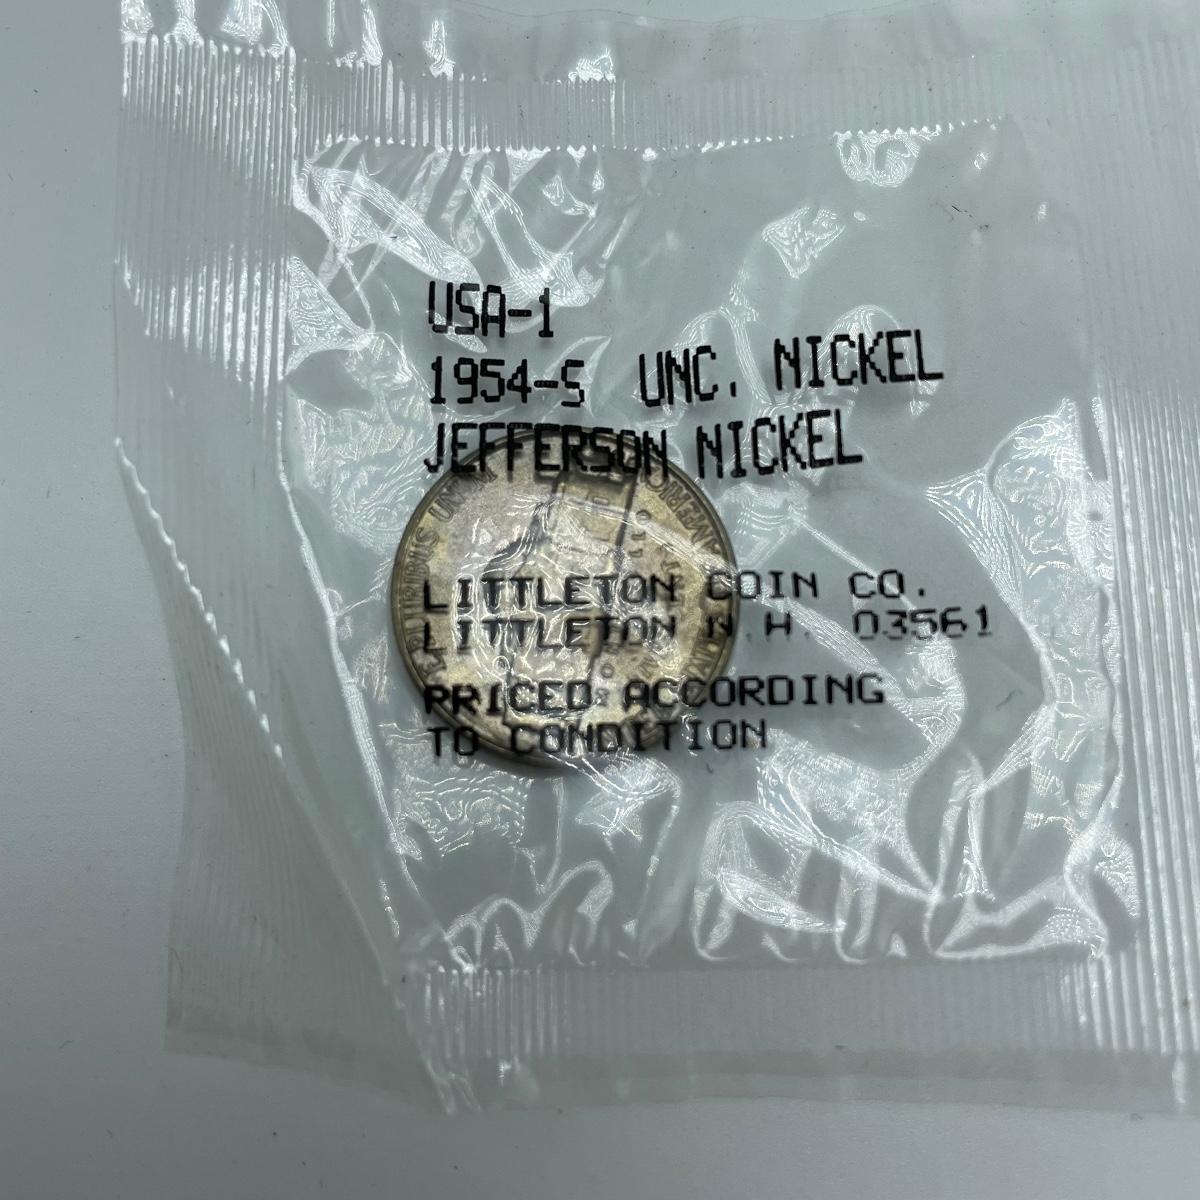 USA-1
1954-S UNC. NICKEL
JEFFERSON NICKEL
LITTLETON COIN CO.
LITTLETON N.H. 03561
PRICED ACCORDING
TO CONDITION